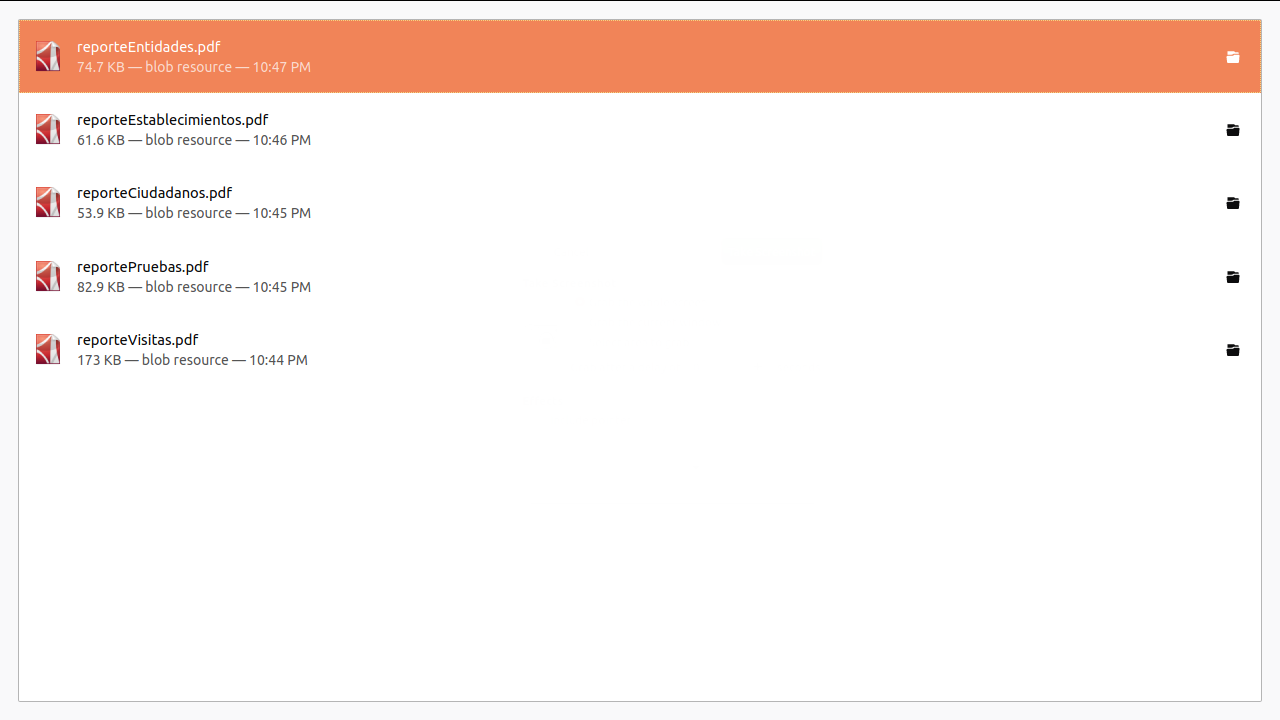 reporteEntidades.pdf
74.7 KB — blob resource — 10:47 PM
reporteEstablecimientos.pdf
61.6 KB — blob resource — 10:46 PM
reporteCiudadanos.pdf
53.9 KB — blob resource — 10:45 PM
reportePruebas.pdf
82.9 KB — blob resource — 10:45 PM
reporteVisitas.pdf
173 KB — blob resource — 10:44 PM